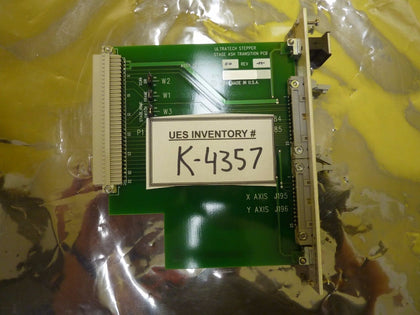 ULTRATECH STEPPER
STAGE ASH TRANSITION PCB
REV
MADE IN U.S.A.
W2
W1
W3
P1
UES INVENTORY #
K-4357
X AXIS J195
Y AXIS J196